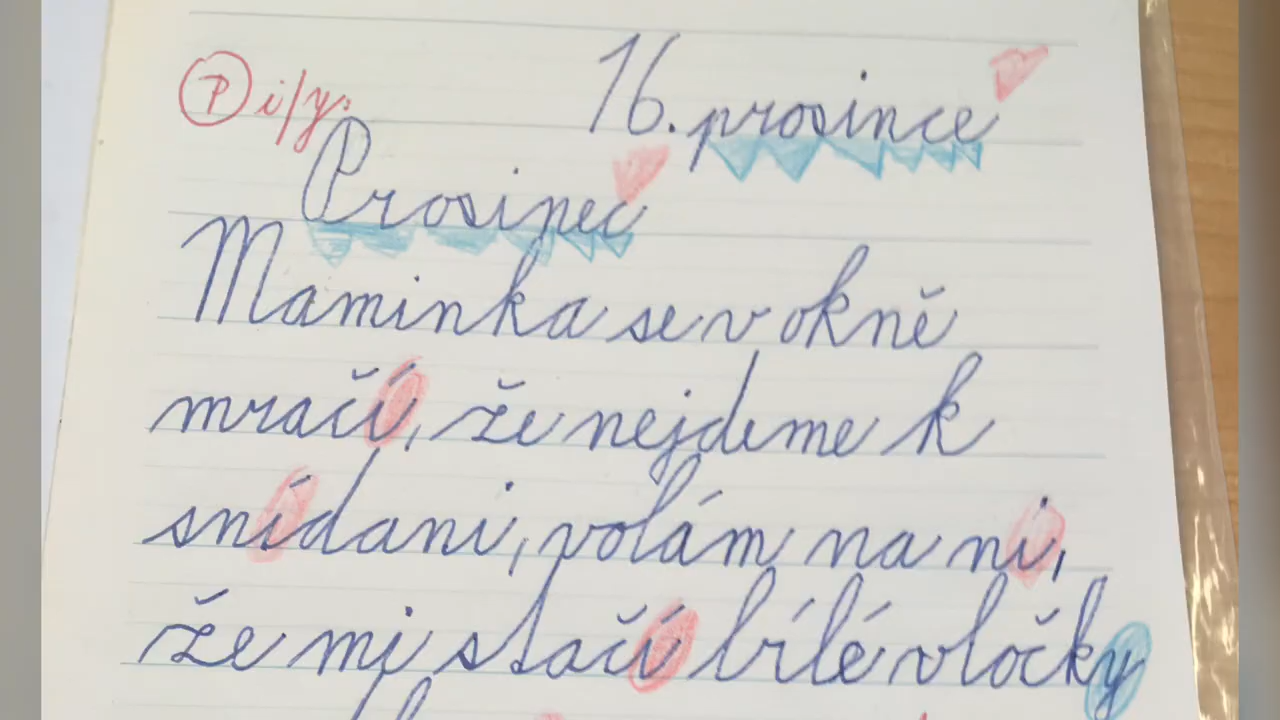 16. prosince
Ⓟ i/y:
Prosinec
Maminka se v okně
mračí, že nejdeme k
snídani, volám na ni,
že mi stačí bílé vločky